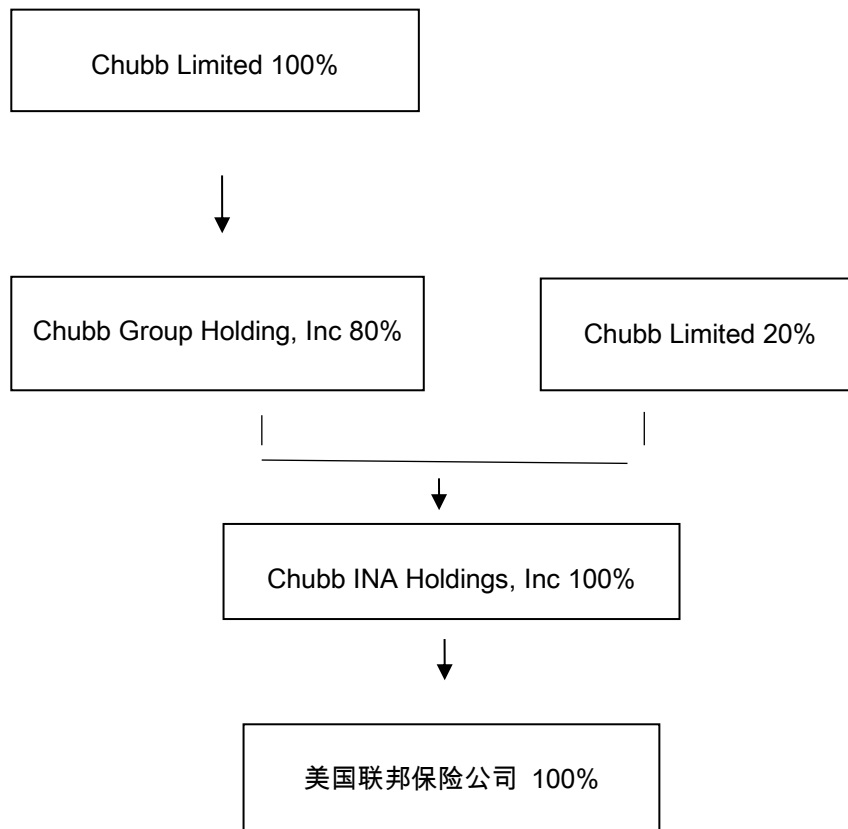 Chubb Limited 100%
Chubb Group Holding, Inc 80%
Chubb Limited 20%
Chubb INA Holdings, Inc 100%
美国联邦保险公司 100%